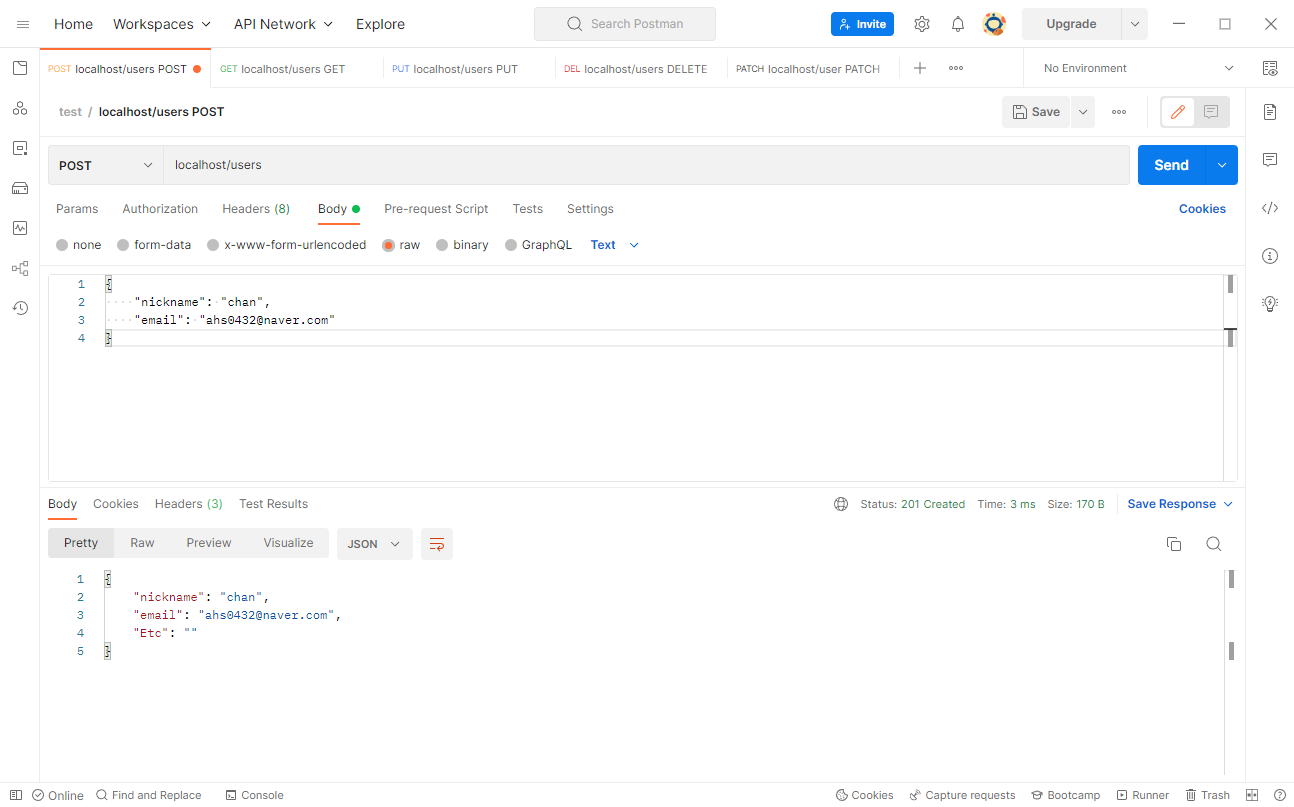 Home Workspaces API Network Explore Search Postman Invite Upgrade
POST localhost/users POST GET localhost/users GET PUT localhost/users PUT DEL localhost/users DELETE PATCH localhost/user PATCH No Environment
test / localhost/users POST Save
POST localhost/users Send
Params Authorization Headers (8) Body Pre-request Script Tests Settings Cookies
none form-data x-www-form-urlencoded raw binary GraphQL Text
1 {
2 ····"nickname":·"chan",
3 ····"email":·"ahs0432@naver.com"
4 }
Body Cookies Headers (3) Test Results Status: 201 Created Time: 3 ms Size: 170 B Save Response
Pretty Raw Preview Visualize JSON
1 {
2 "nickname": "chan",
3 "email": "ahs0432@naver.com",
4 "Etc": ""
5 }
Online Find and Replace Console Cookies Capture requests Bootcamp Runner Trash